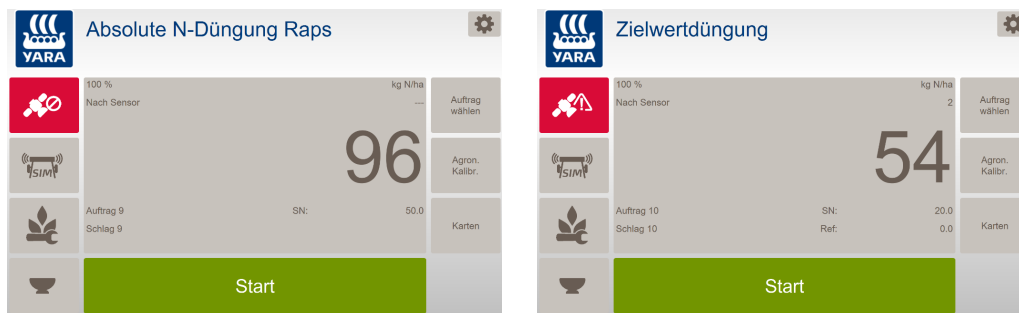 YARA
Absolute N-Düngung Raps
100 %
kg N/ha
Nach Sensor
---
96
Auftrag 9
SN:
50.0
Schlag 9
SIM
Auftrag
wählen
Agron.
Kalibr.
Karten
Start
YARA
Zielwertdüngung
100 %
kg N/ha
Nach Sensor
2
54
Auftrag 10
SN:
20.0
Schlag 10
Ref:
0.0
SIM
Auftrag
wählen
Agron.
Kalibr.
Karten
Start